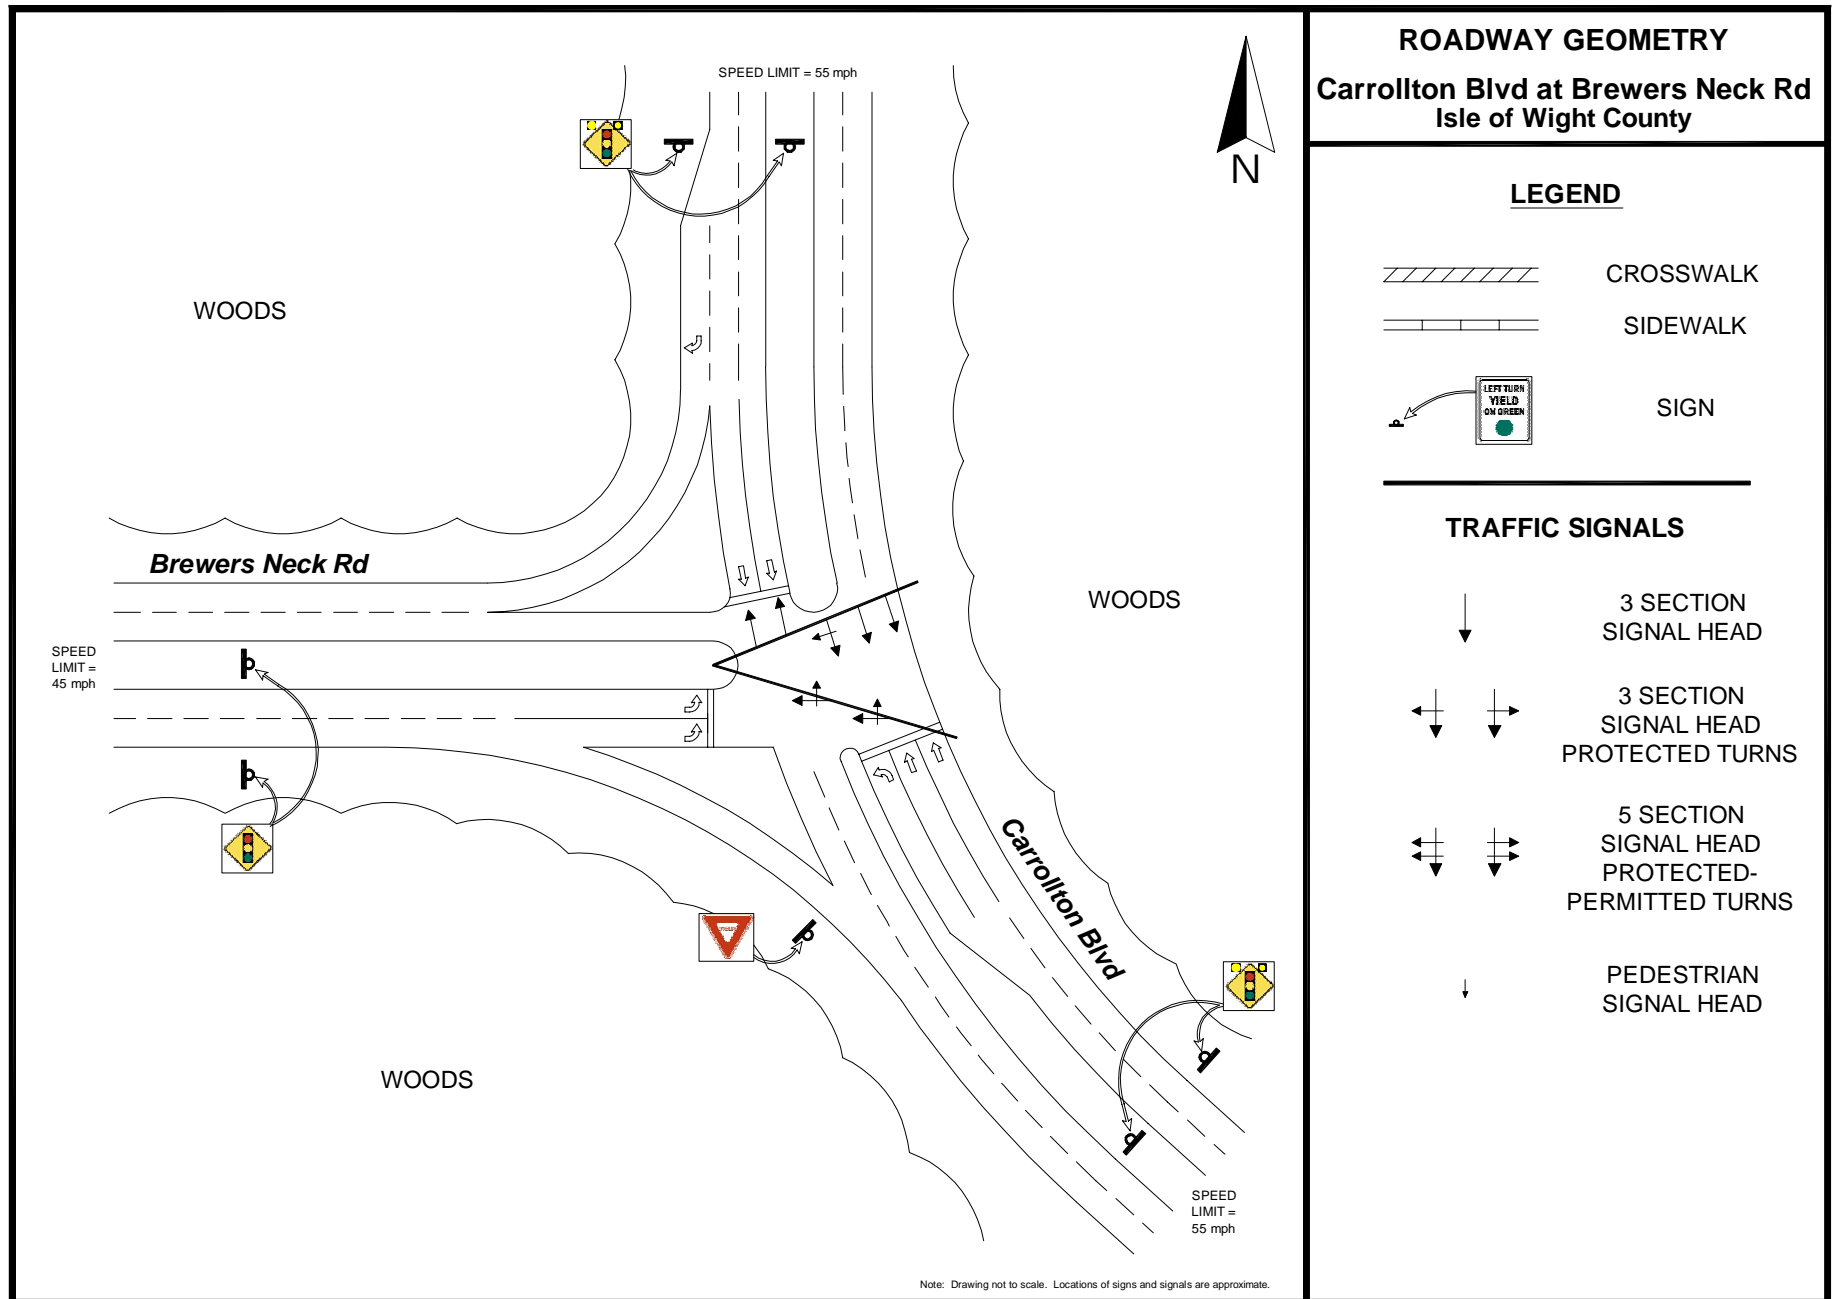 SPEED LIMIT = 55 mph
N
WOODS
Brewers Neck Rd
WOODS
SPEED
LIMIT =
45 mph
Carrollton Blvd
WOODS
SPEED
LIMIT =
55 mph
Note: Drawing not to scale. Locations of signs and signals are approximate.
ROADWAY GEOMETRY
Carrollton Blvd at Brewers Neck Rd
Isle of Wight County
LEGEND
CROSSWALK
SIDEWALK
LEFT TURN
YIELD
ON GREEN
SIGN
TRAFFIC SIGNALS
3 SECTION
SIGNAL HEAD
3 SECTION
SIGNAL HEAD
PROTECTED TURNS
5 SECTION
SIGNAL HEAD
PROTECTED-
PERMITTED TURNS
PEDESTRIAN
SIGNAL HEAD